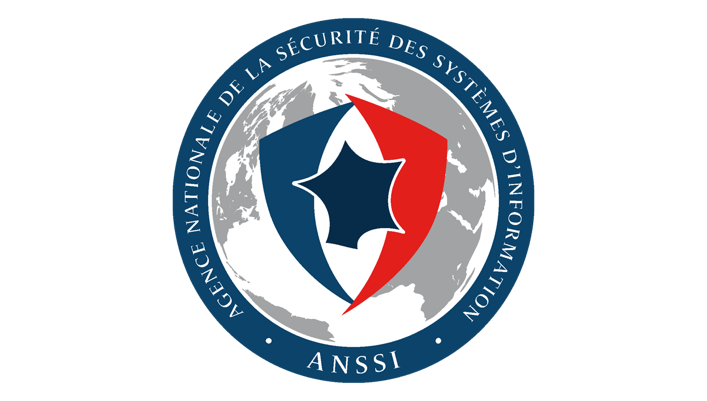 AGENCE NATIONALE DE LA SÉCURITÉ DES SYSTÈMES D'INFORMATION
ANSSI